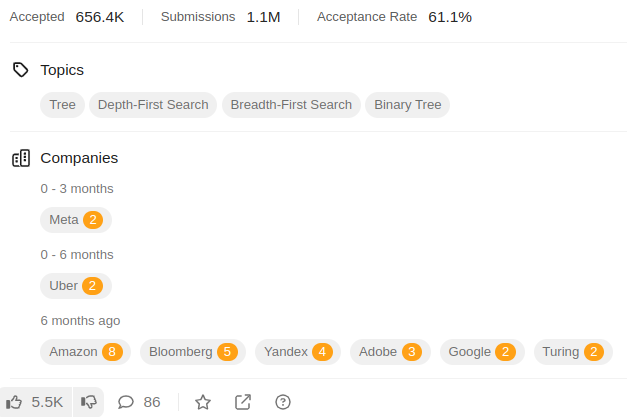 Accepted 656.4K Submissions 1.1M Acceptance Rate 61.1%
Topics
Tree Depth-First Search Breadth-First Search Binary Tree
Companies
0 - 3 months
Meta 2
0 - 6 months
Uber 2
6 months ago
Amazon 8 Bloomberg 5 Yandex 4 Adobe 3 Google 2 Turing 2
5.5K 86